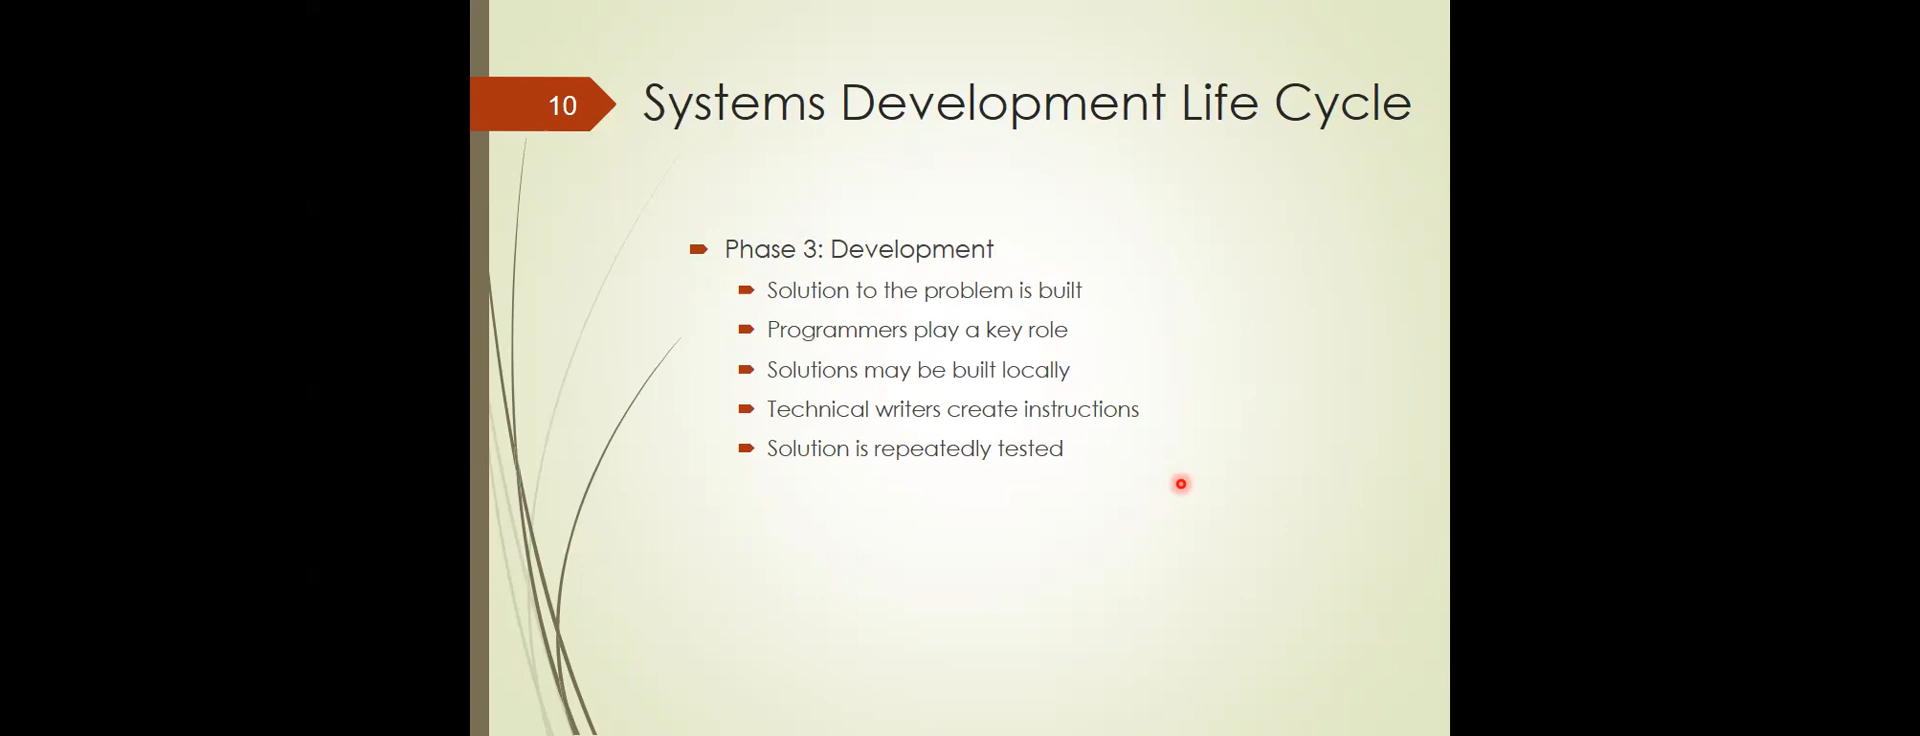 10
Systems Development Life Cycle
Phase 3: Development
Solution to the problem is built
Programmers play a key role
Solutions may be built locally
Technical writers create instructions
Solution is repeatedly tested